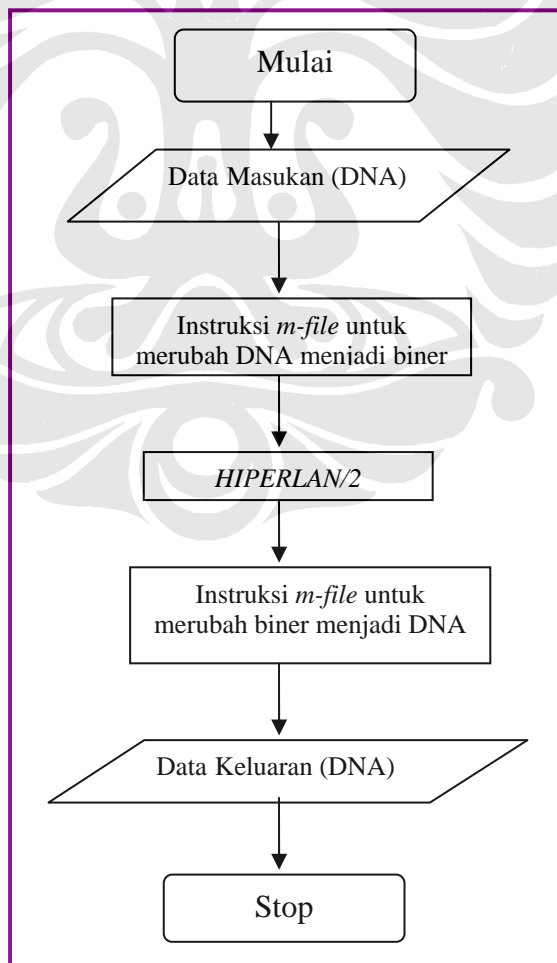 Mulai
Data Masukan (DNA)
Instruksi m-file untuk
merubah DNA menjadi biner
HIPERLAN/2
Instruksi m-file untuk
merubah biner menjadi DNA
Data Keluaran (DNA)
Stop